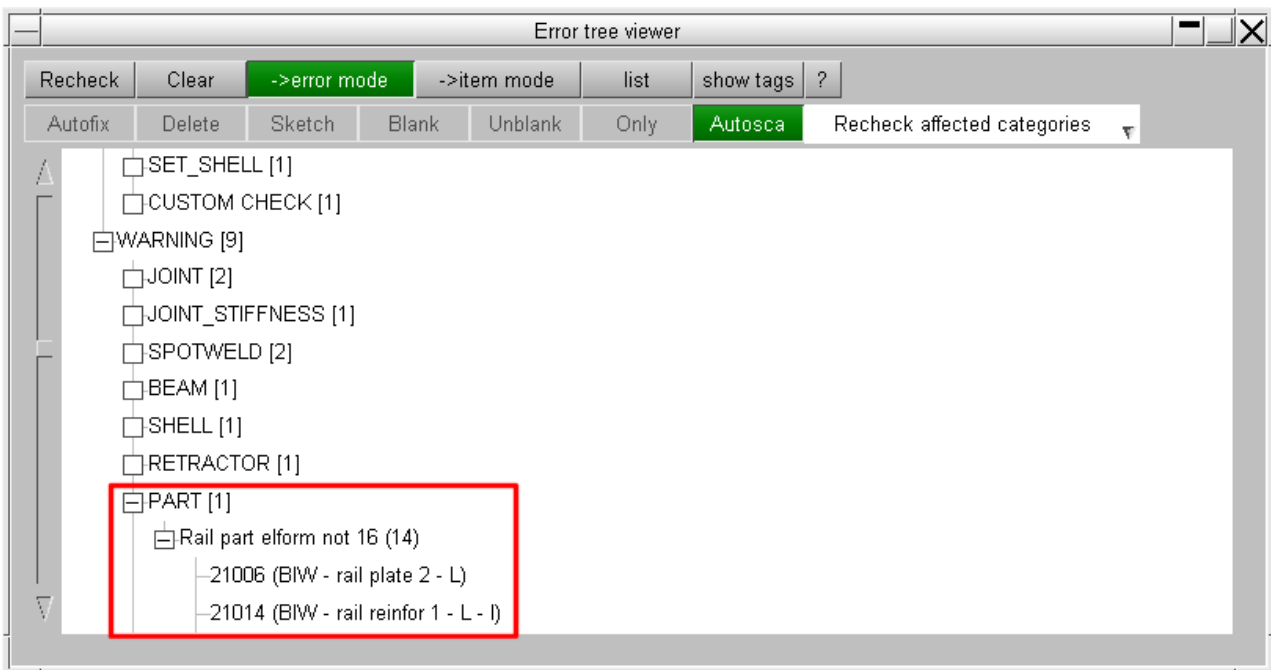 Error tree viewer
Recheck Clear ->error mode ->item mode list show tags ?
Autofix Delete Sketch Blank Unblank Only Autosca Recheck affected categories
SET_SHELL [1]
CUSTOM CHECK [1]
WARNING [9]
JOINT [2]
JOINT_STIFFNESS [1]
SPOTWELD [2]
BEAM [1]
SHELL [1]
RETRACTOR [1]
PART [1]
Rail part elform not 16 (14)
21006 (BIW - rail plate 2 - L)
21014 (BIW - rail reinfor 1 - L - I)